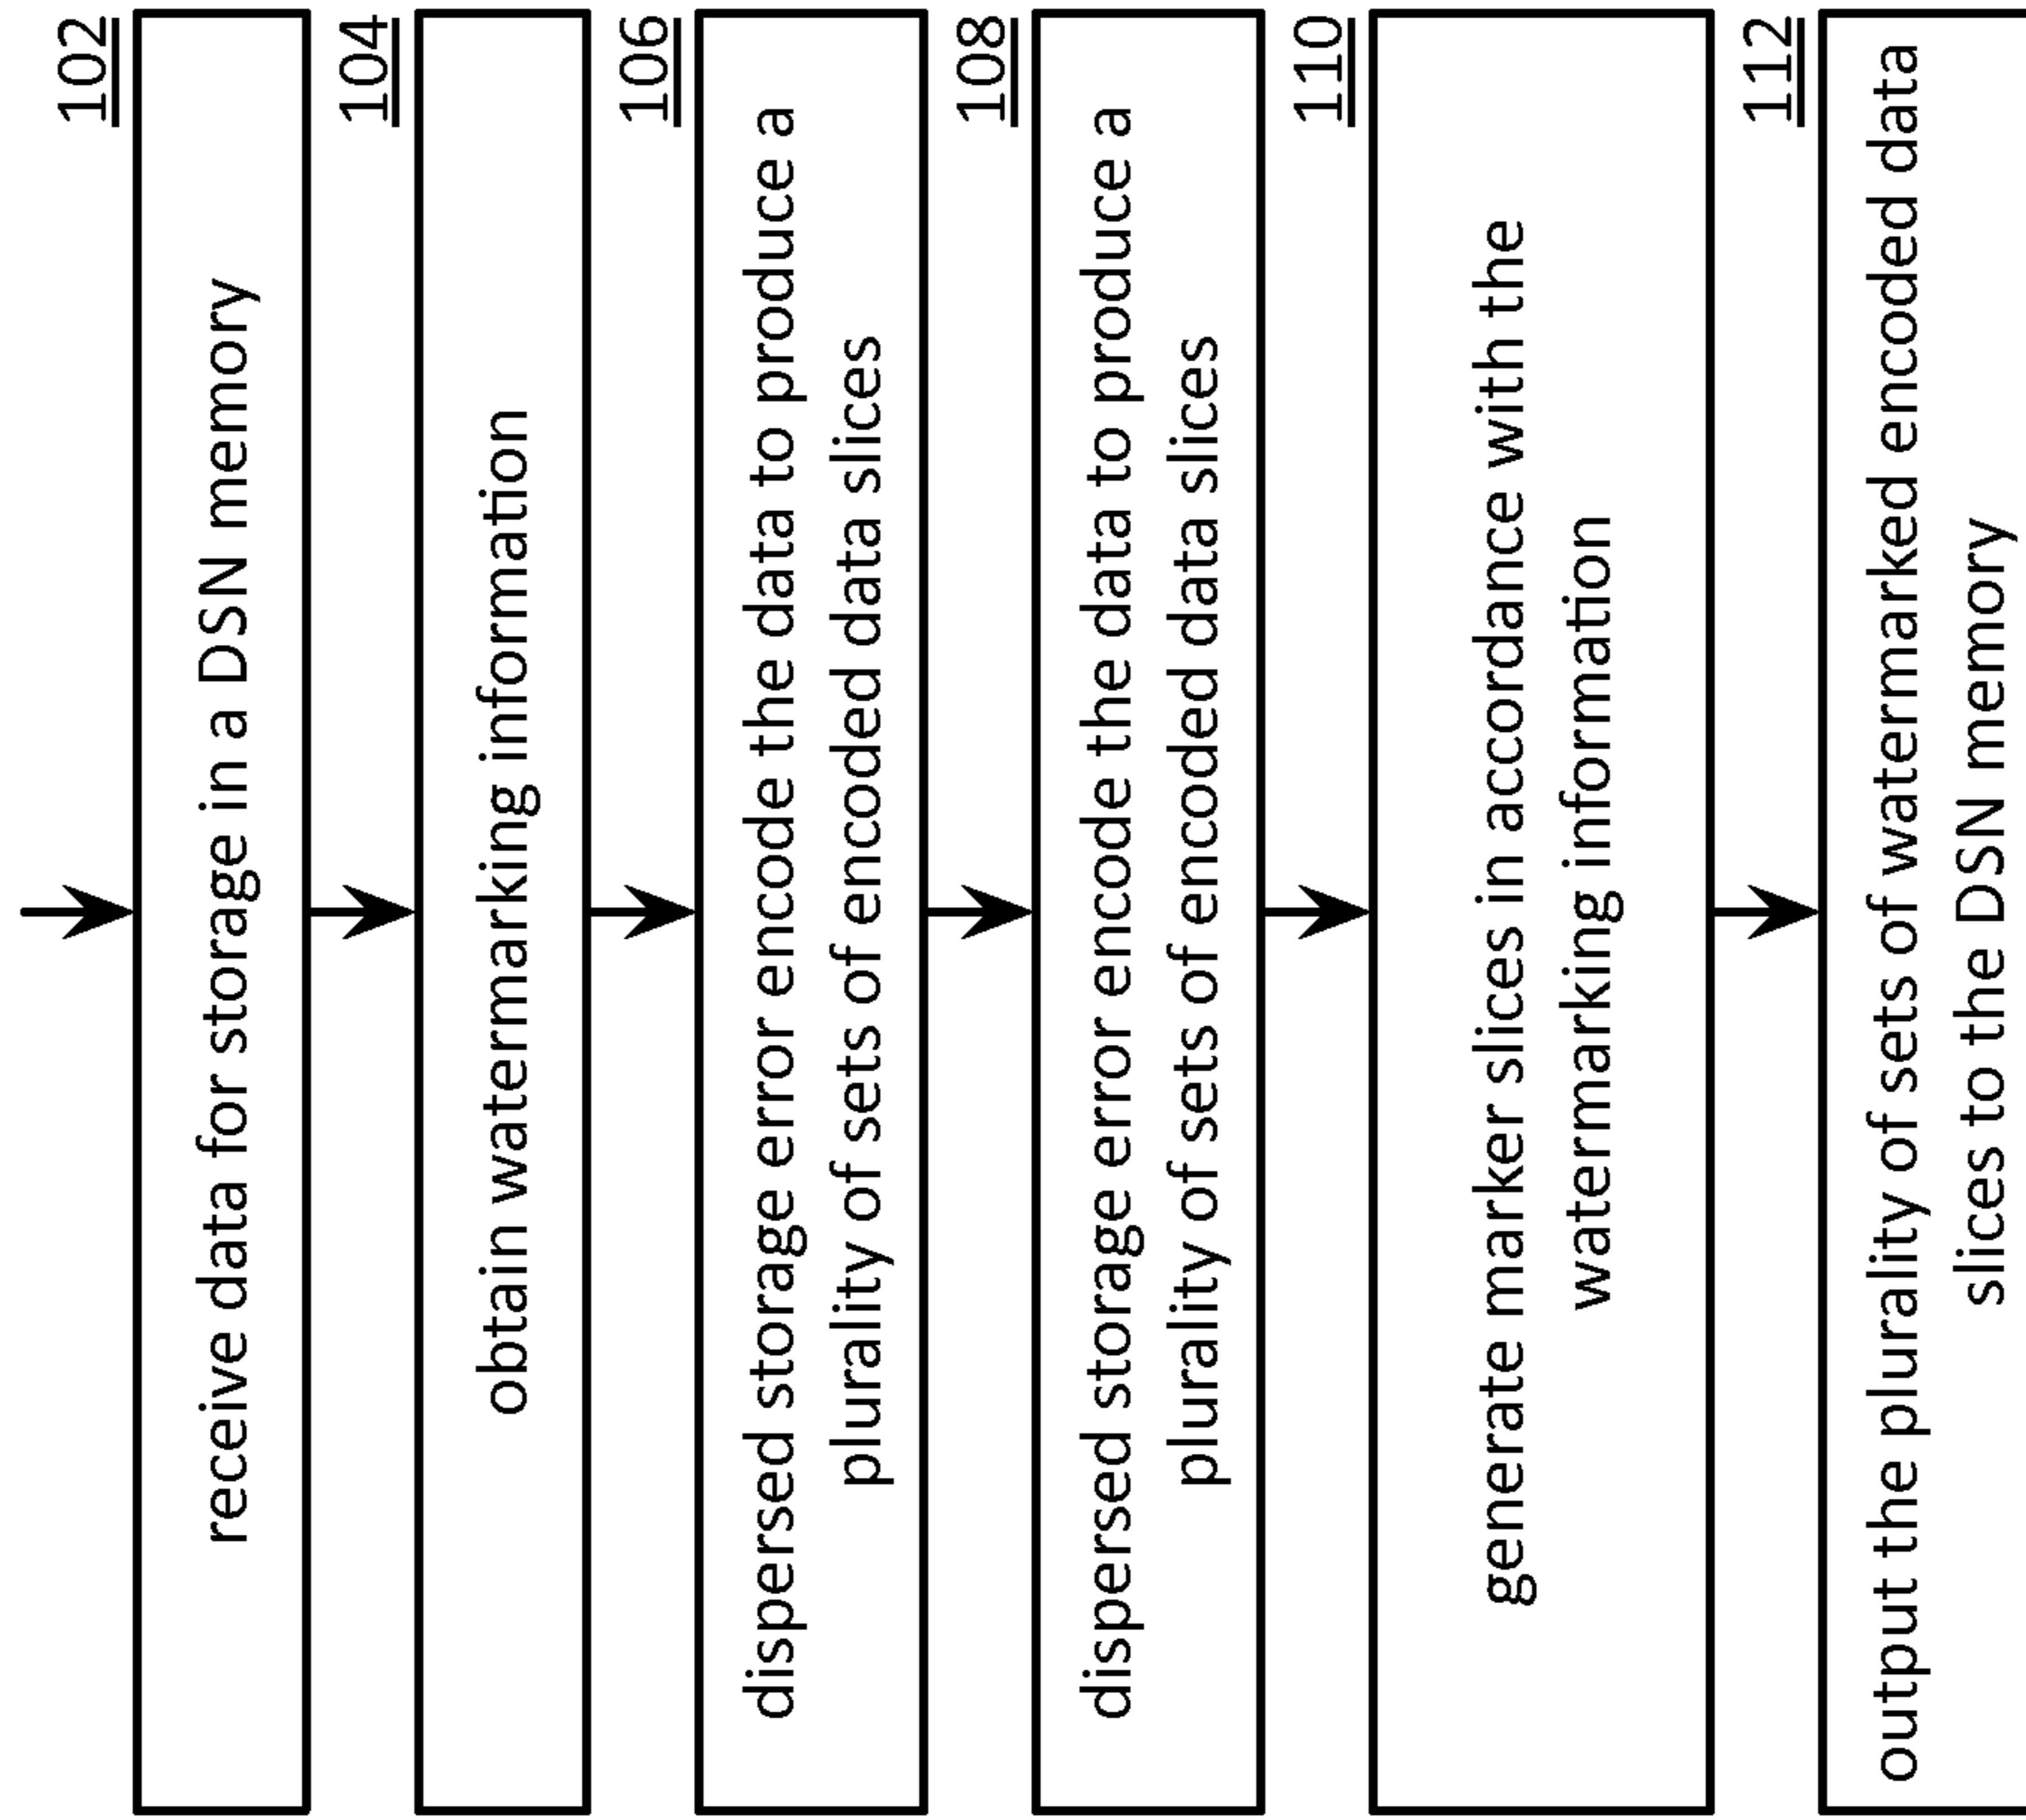 102
receive data for storage in a DSN memory
104
obtain watermarking information
106
dispersed storage error encode the data to produce a
plurality of sets of encoded data slices
108
dispersed storage error encode the data to produce a
plurality of sets of encoded data slices
110
generate marker slices in accordance with the
watermarking information
112
output the plurality of sets of watermarked encoded data
slices to the DSN memory